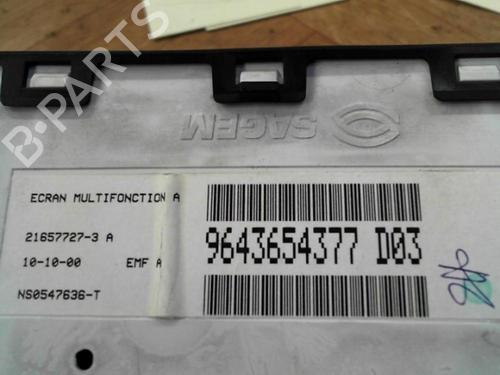 SAGEM
ECRAN MULTIFONCTION A
21657727-3 A
10-10-00 EMF A
NS0547636-T
9643654377 D03
B-PARTS